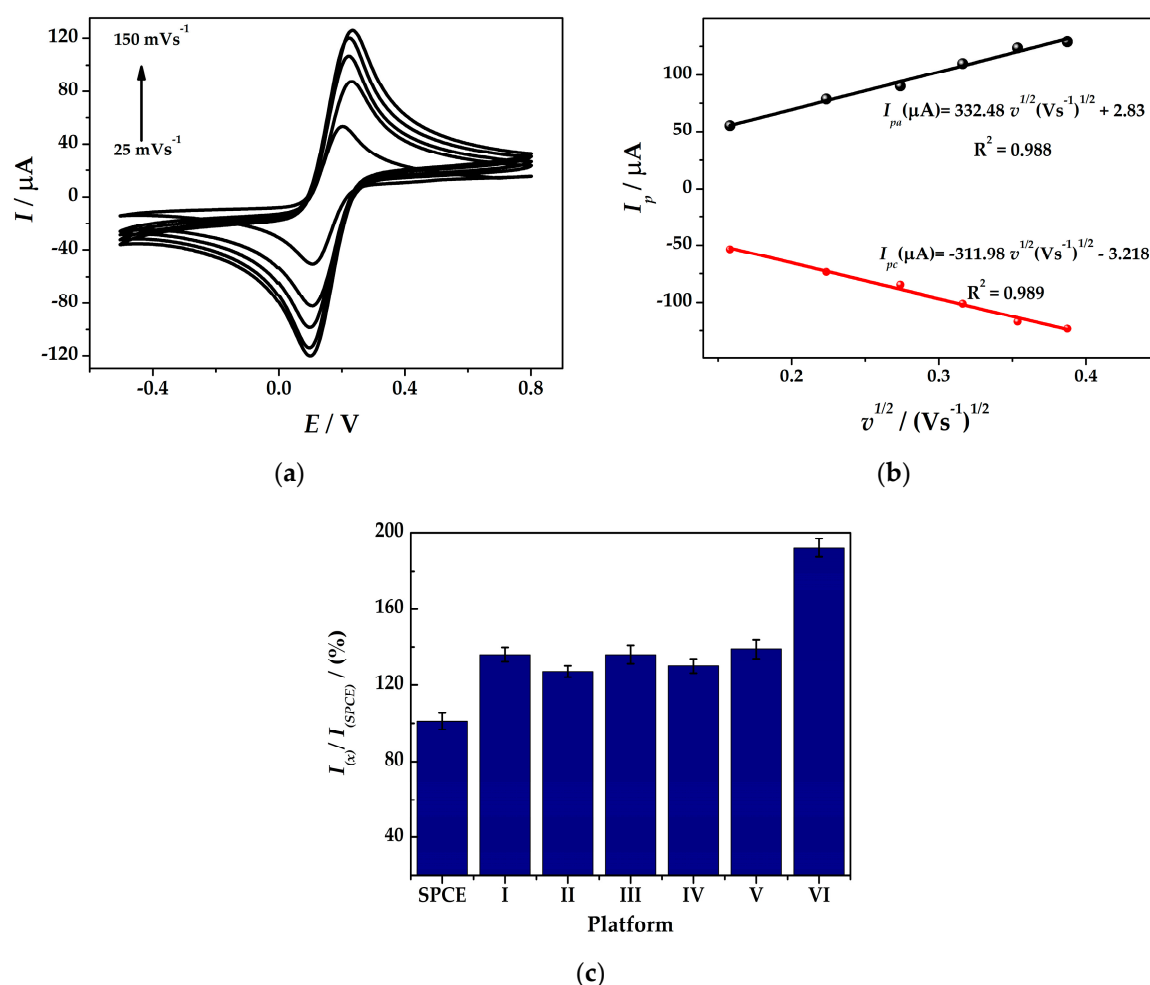 120
80
40
0
-40
-80
-120
I / µA
150 mVs-1
25 mVs-1
-0.4
0.0
0.4
0.8
E / V
(a)
100
50
0
-50
-100
Ip / µA
Ipa(µA)= 332.48 v1/2(Vs-1)1/2 + 2.83
R2 = 0.988
Ipc(µA)= -311.98 v1/2(Vs-1)1/2 - 3.218
R2 = 0.989
0.2
0.3
0.4
v1/2 / (Vs-1)1/2
(b)
200
160
120
80
40
I(x)/ I(SPCE) / (%)
SPCE I II III IV V VI
Platform
(c)